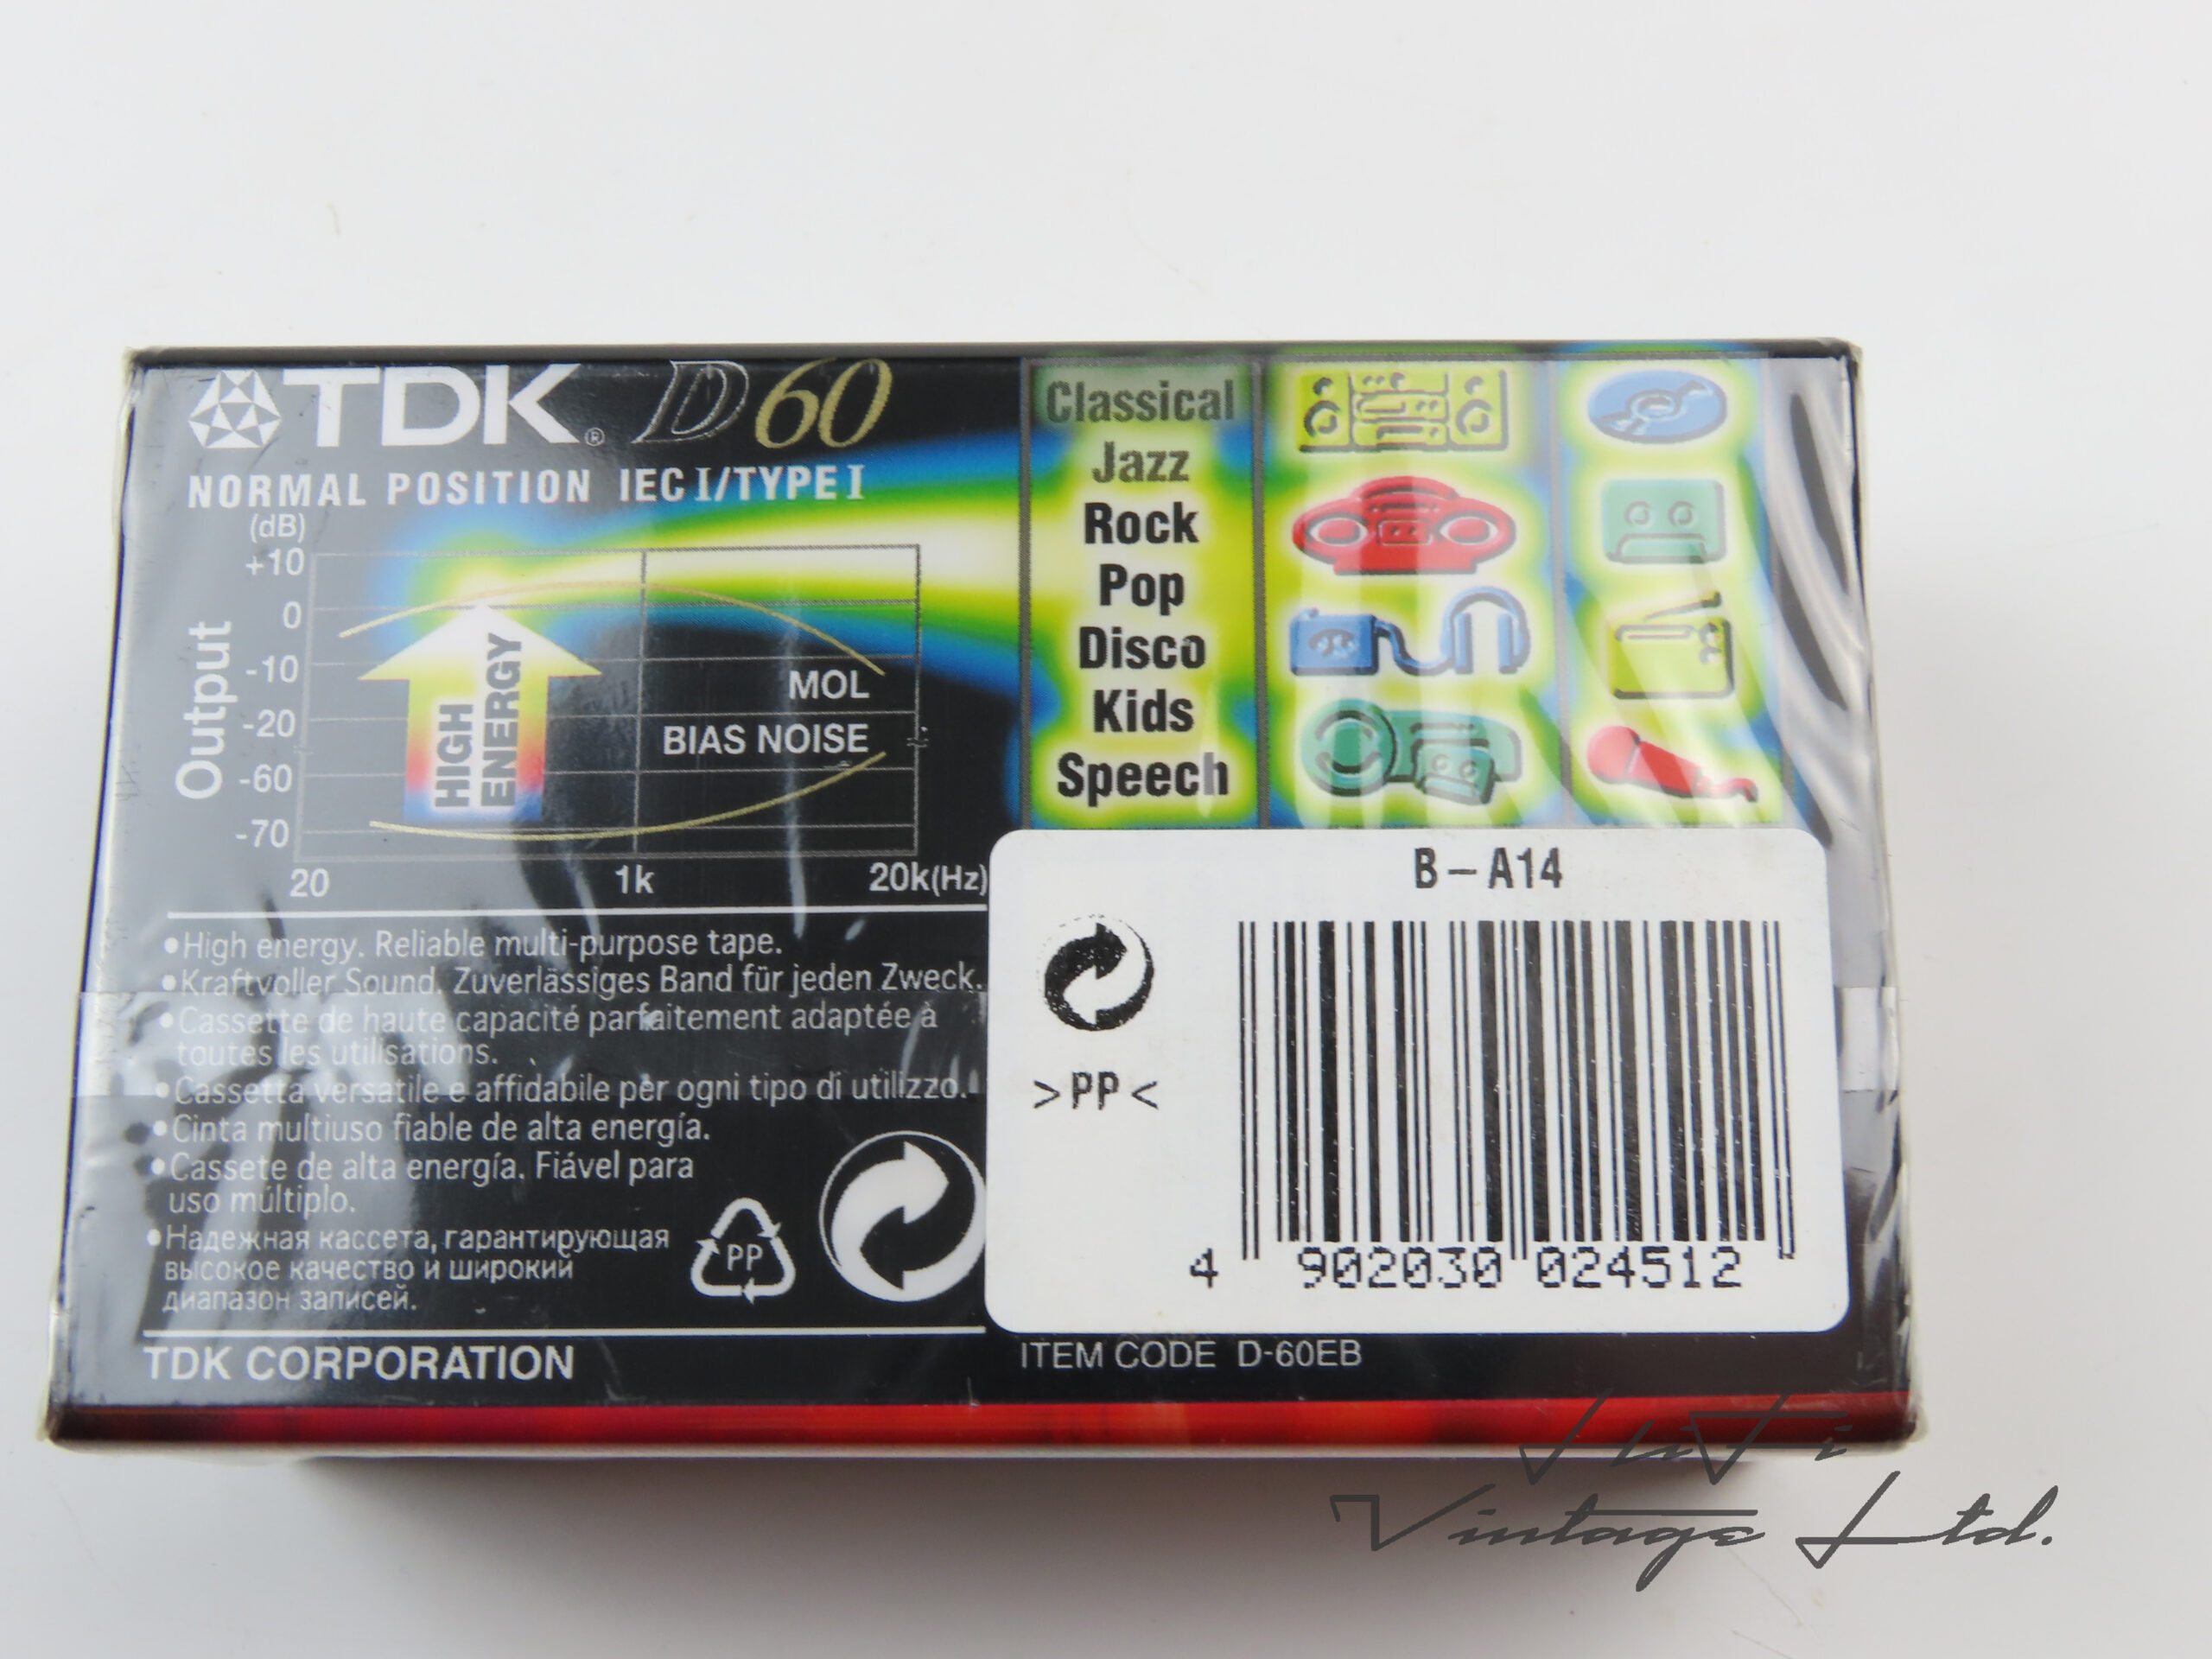 TDK® D60
NORMAL POSITION IEC I/TYPE I
(dB)
+10
0
-10
-20
-60
-70
Output
HIGH
ENERGY
MOL
BIAS NOISE
20 1k 20k(Hz)
Classical
Jazz
Rock
Pop
Disco
Kids
Speech
•High energy. Reliable multi-purpose tape.
•Kraftvoller Sound. Zuverlässiges Band für jeden Zweck.
•Cassette de haute capacité parfaitement adaptée à
toutes les utilisations.
•Cassetta versatile e affidabile per ogni tipo di utilizzo.
•Cinta multiuso fiable de alta energía.
•Cassete de alta energía. Fiável para
uso múltiplo.
•Надежная кассета, гарантирующая
высокое качество и широкий
диапазон записей.
PP
TDK CORPORATION
B-A14
>PP<
4 902030 024512
ITEM CODE D-60EB
HiFi
Vintage Ltd.